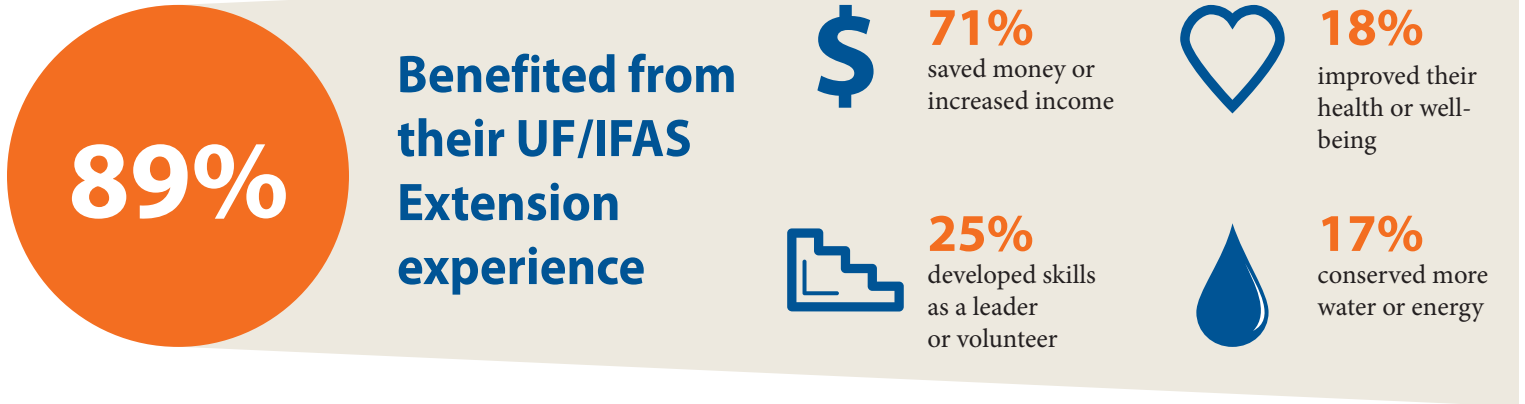 89%
Benefited from
their UF/IFAS
Extension
experience
$
71%
saved money or
increased income
18%
improved their
health or well-
being
25%
developed skills
as a leader
or volunteer
17%
conserved more
water or energy